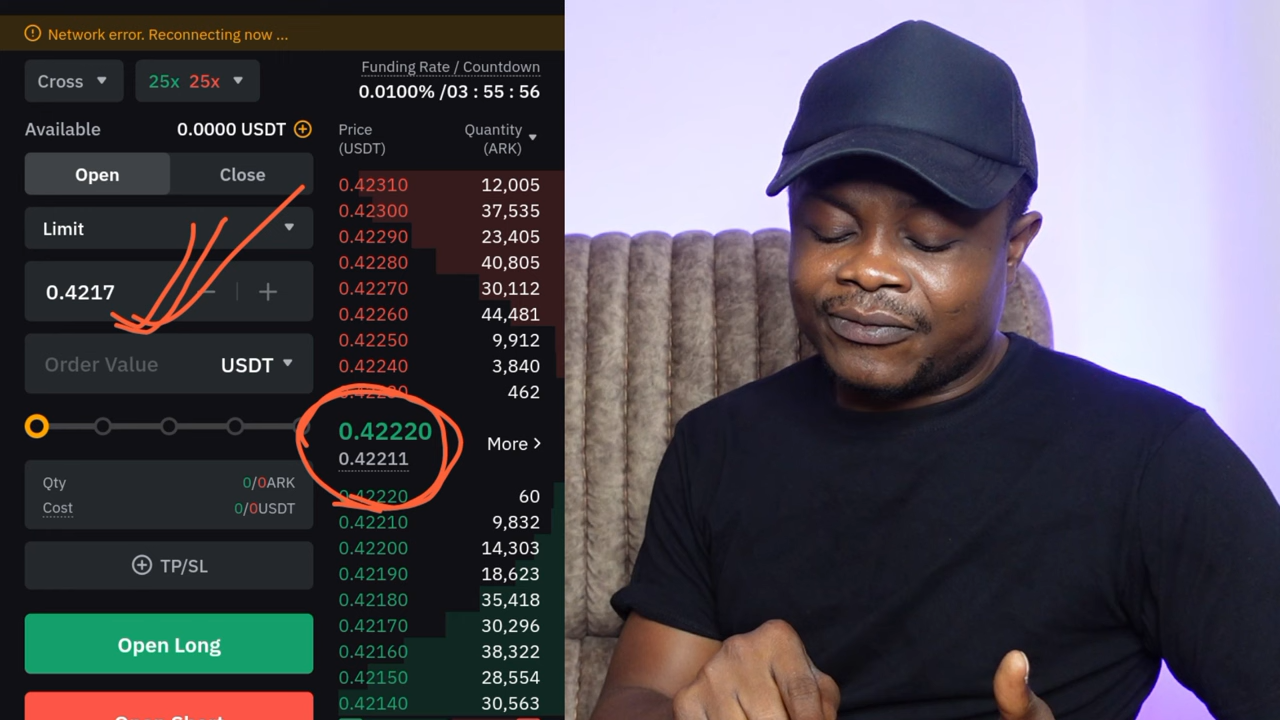 Network error. Reconnecting now ...
Cross
25x 25x
Funding Rate / Countdown
0.0100% /03 : 55 : 56
Available
0.0000 USDT
Price
(USDT)
Quantity
(ARK)
Open
Close
Limit
0.4217
Order Value
USDT
Qty
0/0ARK
Cost
0/0USDT
TP/SL
Open Long
0.42310 12,005
0.42300 37,535
0.42290 23,405
0.42280 40,805
0.42270 30,112
0.42260 44,481
0.42250 9,912
0.42240 3,840
462
0.42220
0.42211
More
0.42220 60
0.42210 9,832
0.42200 14,303
0.42190 18,623
0.42180 35,418
0.42170 30,296
0.42160 38,322
0.42150 28,554
0.42140 30,563